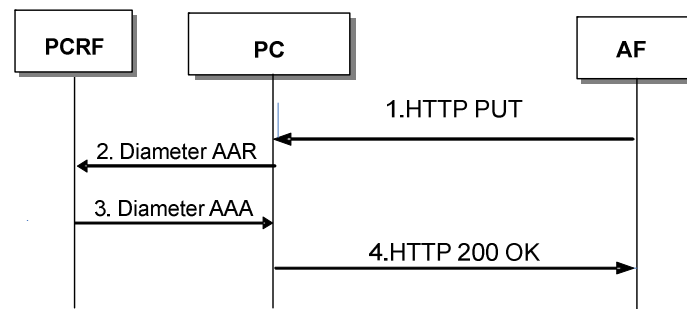 PCRF
PC
AF
1.HTTP PUT
2. Diameter AAR
3. Diameter AAA
4.HTTP 200 OK